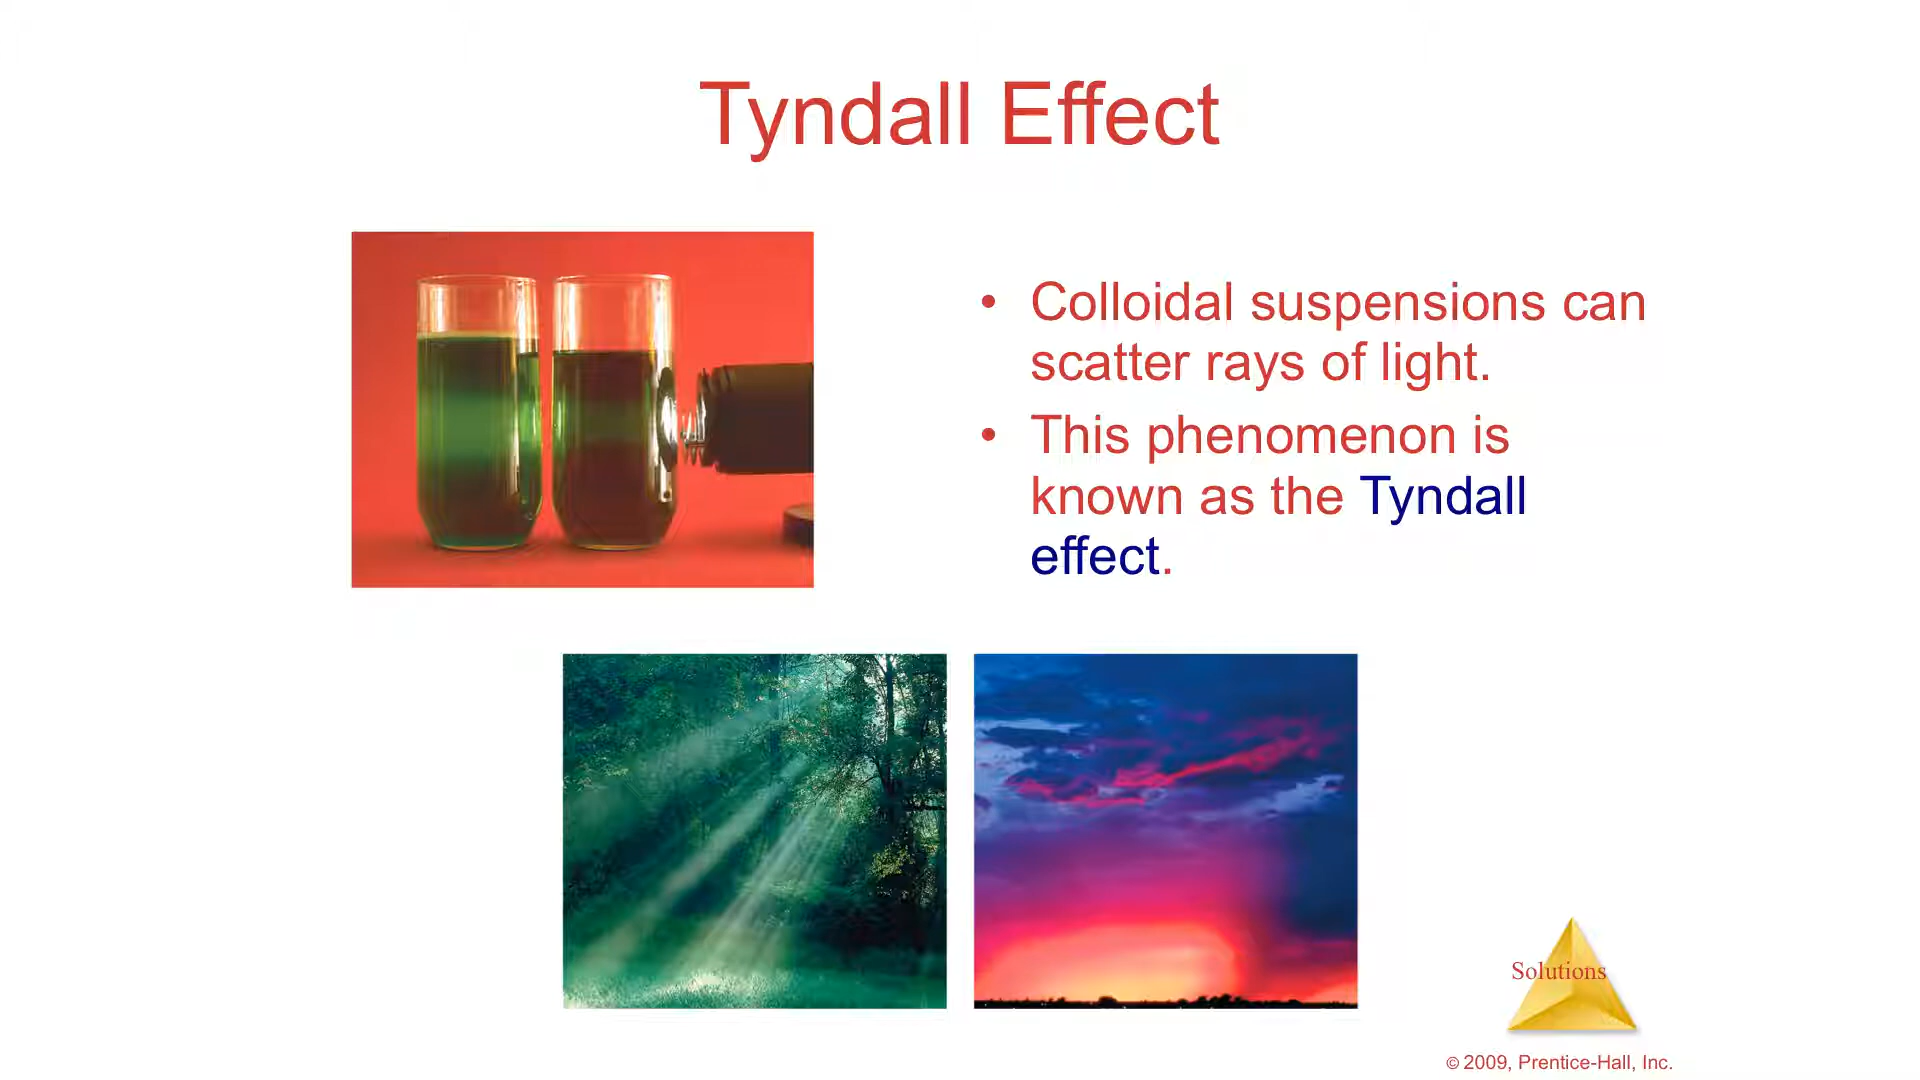 Tyndall Effect
• Colloidal suspensions can
scatter rays of light.
• This phenomenon is
known as the Tyndall
effect.
Solutions
© 2009, Prentice-Hall, Inc.